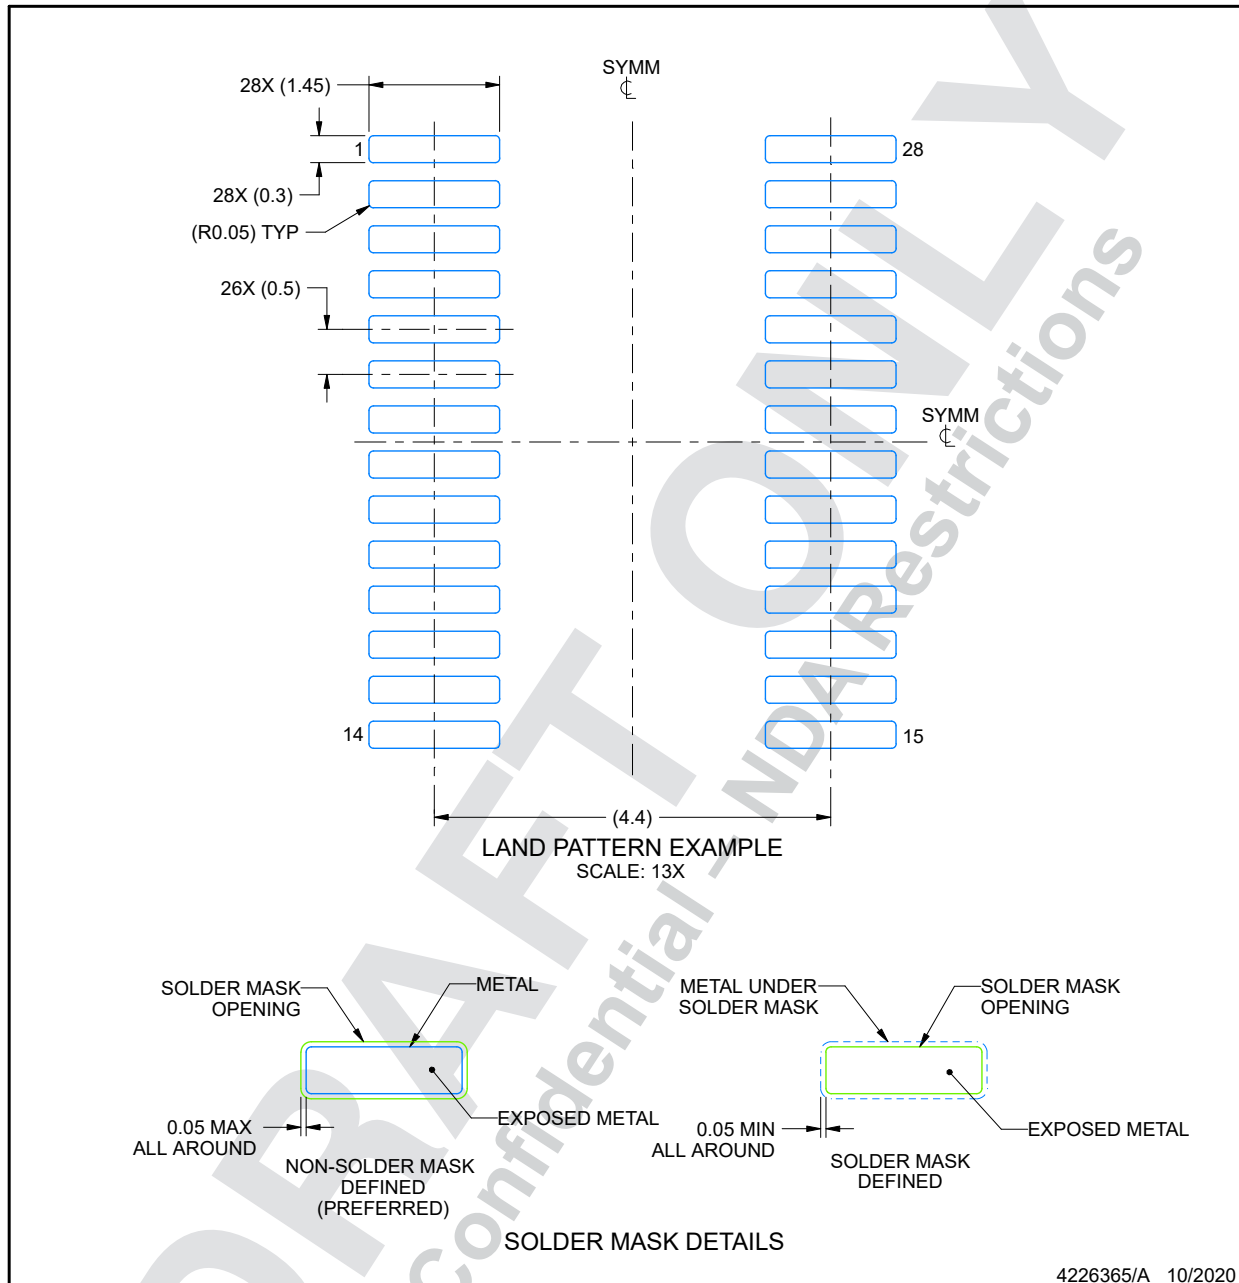 SYMM
℄
28X (1.45)
1
28
28X (0.3)
(R0.05) TYP
26X (0.5)
SYMM
℄
14
15
(4.4)
LAND PATTERN EXAMPLE
SCALE: 13X
SOLDER MASK
OPENING
METAL
EXPOSED METAL
0.05 MAX
ALL AROUND
NON-SOLDER MASK
DEFINED
(PREFERRED)
METAL UNDER
SOLDER MASK
SOLDER MASK
OPENING
EXPOSED METAL
0.05 MIN
ALL AROUND
SOLDER MASK
DEFINED
SOLDER MASK DETAILS
4226365/A 10/2020
DRAFT ONLY
Confidential – NDA Restrictions